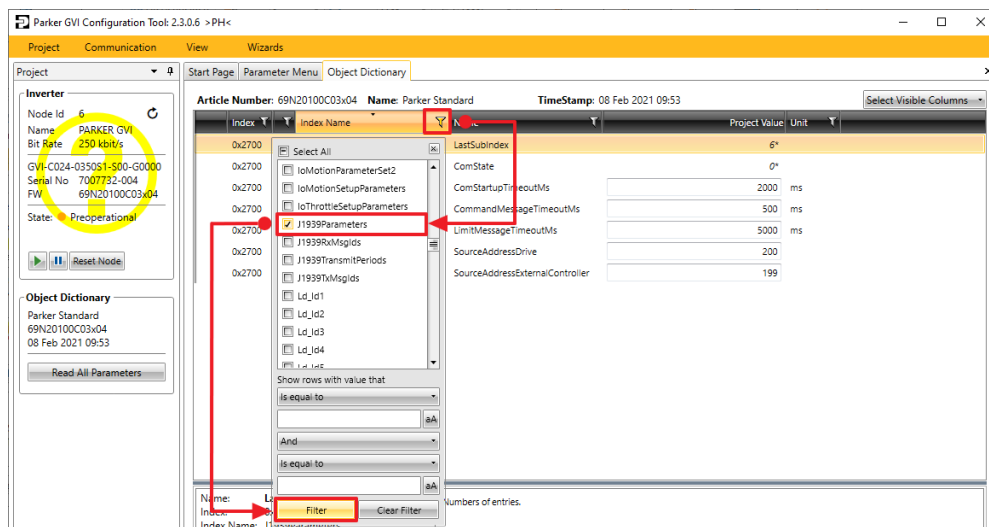 Parker GVI Configuration Tool: 2.3.0.6 >PH<
Project Communication View Wizards
Project
Inverter
Node Id 6
Name PARKER GVI
Bit Rate 250 kbit/s
GVI-C024-0350S1-S00-G0000
Serial No 7007732-004
FW 69N20100C03x04
State: Preoperational
Reset Node
Object Dictionary
Parker Standard
69N20100C03x04
08 Feb 2021 09:53
Read All Parameters
Start Page Parameter Menu Object Dictionary
Article Number: 69N20100C03x04 Name: Parker Standard TimeStamp: 08 Feb 2021 09:53
Select Visible Columns
Index Index Name Project Value Unit
0x2700 LastSubIndex 6*
0x2700 ComState 0*
0x2700 ComStartupTimeoutMs 2000 ms
0x2700 CommandMessageTimeoutMs 500 ms
0x2700 LimitMessageTimeoutMs 5000 ms
0x2700 SourceAddressDrive 200
0x2700 SourceAddressExternalController 199
Select All
IoMotionParameterSet2
IoMotionSetupParameters
IoThrottleSetupParameters
J1939Parameters
J1939RxMsgIds
J1939TransmitPeriods
J1939TxMsgIds
Ld_Id1
Ld_Id2
Ld_Id3
Ld_Id4
Show rows with value that
Is equal to
aA
And
Is equal to
aA
Filter Clear Filter
Name:
Numbers of entries.
Index:
Index Name: